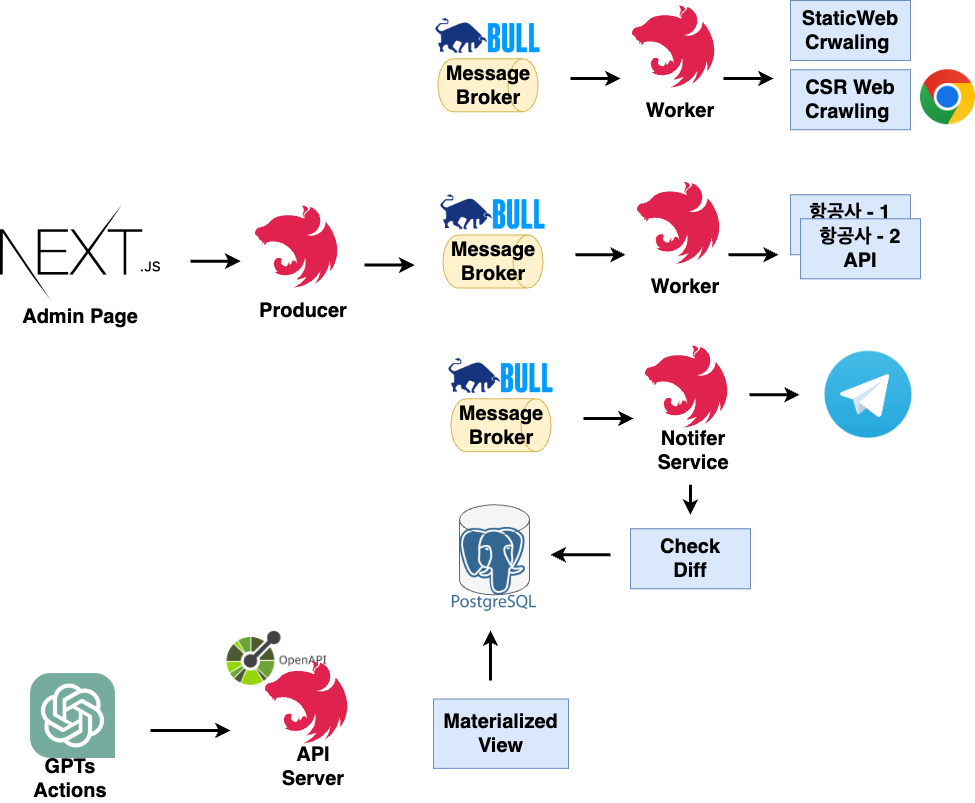 BULL
Message
Broker
Worker
StaticWeb
Crwaling
CSR Web
Crawling
NEXT.JS
Admin Page
Producer
BULL
Message
Broker
Worker
항공사 - 1
항공사 - 2
API
BULL
Message
Broker
Notifer
Service
Check
Diff
PostgreSQL
OpenAPI
GPTs
Actions
API
Server
Materialized
View